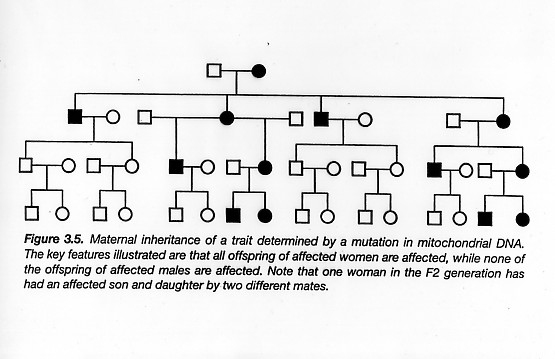 Figure 3.5. Maternal inheritance of a trait determined by a mutation in mitochondrial DNA.
The key features illustrated are that all offspring of affected women are affected, while none of
the offspring of affected males are affected. Note that one woman in the F2 generation has
had an affected son and daughter by two different mates.